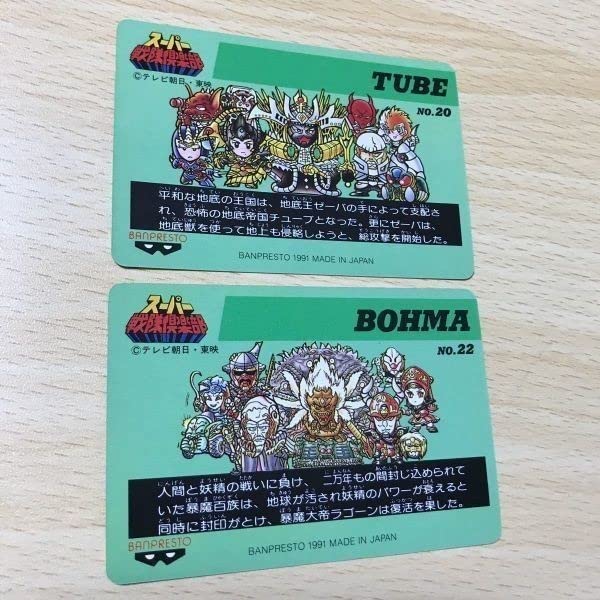 スーパー
戦隊倶楽部
©テレビ朝日・東映
TUBE
NO.20
平和な地底の王国は、地底王ゼーバの手によって支配さ
れ、恐怖の地底帝国チューブとなった。更にゼーバは、
地底獣を使って地上も侵略しようと、総攻撃を開始した。
BANPRESTO
BANPRESTO 1991 MADE IN JAPAN
スーパー
戦隊倶楽部
©テレビ朝日・東映
BOHMA
NO.22
人間と妖精の戦いに負け、二万年もの間封じ込められて
いた暴魔百族は、地球が汚され妖精のパワーが衰えると
同時に封印がとけ、暴魔大帝ラゴーンは復活を果した。
BANPRESTO
BANPRESTO 1991 MADE IN JAPAN